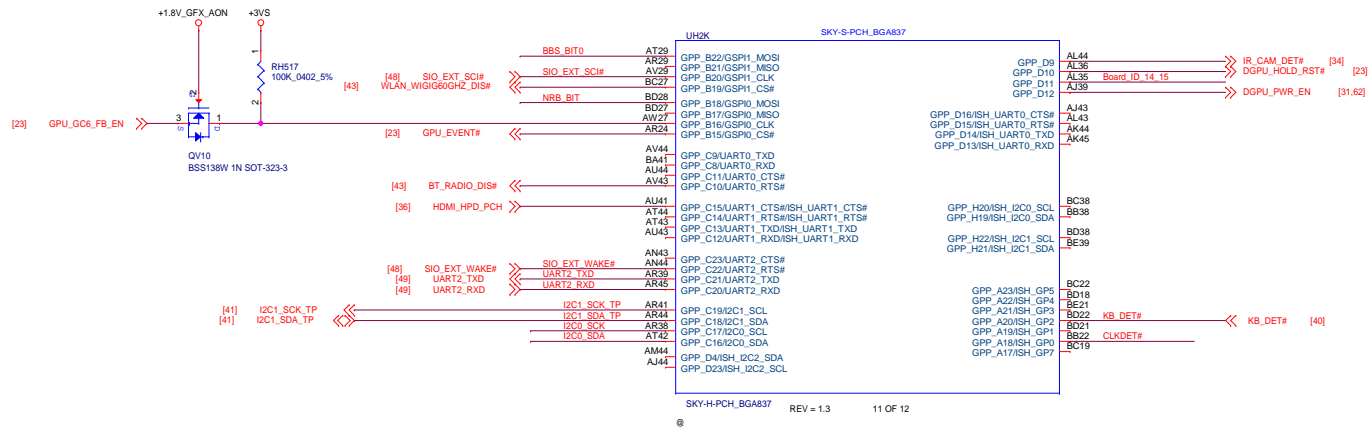 +1.8V_GFX_AON
+3VS
1
RH517
100K_0402_5%
2
2
[23] GPU_GC6_FB_EN
3
S
1
D
QV10
BSS138W 1N SOT-323-3
UH2K
SKY-S-PCH_BGA837
BBS_BIT0 AT29 GPP_B22/GSPI1_MOSI
AR29 GPP_B21/GSPI1_MISO
[48] SIO_EXT_SCI# SIO_EXT_SCI# AV29 GPP_B20/GSPI1_CLK
[43] WLAN_WIGIG60GHZ_DIS# BC27 GPP_B19/GSPI1_CS#
NRB_BIT BD28 GPP_B18/GSPI0_MOSI
BD27 GPP_B17/GSPI0_MISO
AW27 GPP_B16/GSPI0_CLK
[23] GPU_EVENT# AR24 GPP_B15/GSPI0_CS#
AV44 GPP_C9/UART0_TXD
BA41 GPP_C8/UART0_RXD
AU44 GPP_C11/UART0_CTS#
[43] BT_RADIO_DIS# AV43 GPP_C10/UART0_RTS#
[36] HDMI_HPD_PCH AU41 GPP_C15/UART1_CTS#/ISH_UART1_CTS#
AT44 GPP_C14/UART1_RTS#/ISH_UART1_RTS#
AT43 GPP_C13/UART1_TXD/ISH_UART1_TXD
AU43 GPP_C12/UART1_RXD/ISH_UART1_RXD
AN43 GPP_C23/UART2_CTS#
[48] SIO_EXT_WAKE# SIO_EXT_WAKE# AN44 GPP_C22/UART2_RTS#
[49] UART2_TXD UART2_TXD AR39 GPP_C21/UART2_TXD
[49] UART2_RXD UART2_RXD AR45 GPP_C20/UART2_RXD
[41] I2C1_SCK_TP I2C1_SCK_TP AR41 GPP_C19/I2C1_SCL
[41] I2C1_SDA_TP I2C1_SDA_TP AR44 GPP_C18/I2C1_SDA
I2C0_SCK AR38 GPP_C17/I2C0_SCL
I2C0_SDA AT42 GPP_C16/I2C0_SDA
AM44 GPP_D4/ISH_I2C2_SDA
AJ44 GPP_D23/ISH_I2C2_SCL
GPP_D9 AL44 IR_CAM_DET# [34]
GPP_D10 AL36 DGPU_HOLD_RST# [23]
GPP_D11 AL35 Board_ID_14_15
GPP_D12 AJ39 DGPU_PWR_EN [31,62]
GPP_D16/ISH_UART0_CTS# AJ43
GPP_D15/ISH_UART0_RTS# AL43
GPP_D14/ISH_UART0_TXD AK44
GPP_D13/ISH_UART0_RXD AK45
GPP_H20/ISH_I2C0_SCL BC38
GPP_H19/ISH_I2C0_SDA BB38
GPP_H22/ISH_I2C1_SCL BD38
GPP_H21/ISH_I2C1_SDA BE39
GPP_A23/ISH_GP5 BC22
GPP_A22/ISH_GP4 BD18
GPP_A21/ISH_GP3 BE21
GPP_A20/ISH_GP2 BD22 KB_DET# KB_DET# [40]
GPP_A19/ISH_GP1 BD21
GPP_A18/ISH_GP0 BB22 CLKDET#
GPP_A17/ISH_GP7 BC19
SKY-H-PCH_BGA837
REV = 1.3
11 OF 12
@